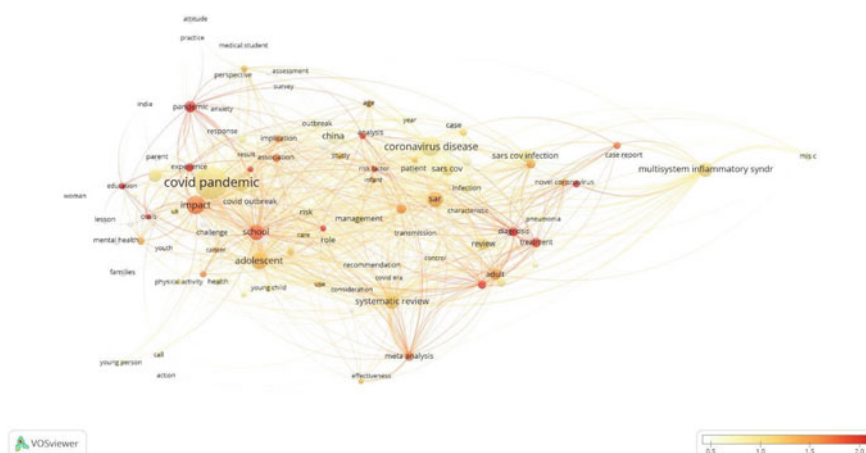 attitude
practice
medical student
perspective
assessment
survey
india
pandemic
anxiety
age
year
outbreak
response
implication
china
analysis
case
coronavirus disease
parent
experience
result
association
study
risk factor
patient
sars cov
sars cov infection
case report
mis c
multisystem inflammatory syndr
education
covid pandemic
infant
infection
novel coronavirus
woman
impact
covid outbreak
sar
lesson
uk
risk
management
characteristic
pneumonia
challenge
school
role
transmission
diagnosis
mental health
youth
career
care
review
treatment
adolescent
recommendation
control
families
physical activity
health
covid era
adult
young child
use
consideration
systematic review
young person
call
action
meta analysis
effectiveness
VOSviewer
0.5 1.0 1.5 2.0